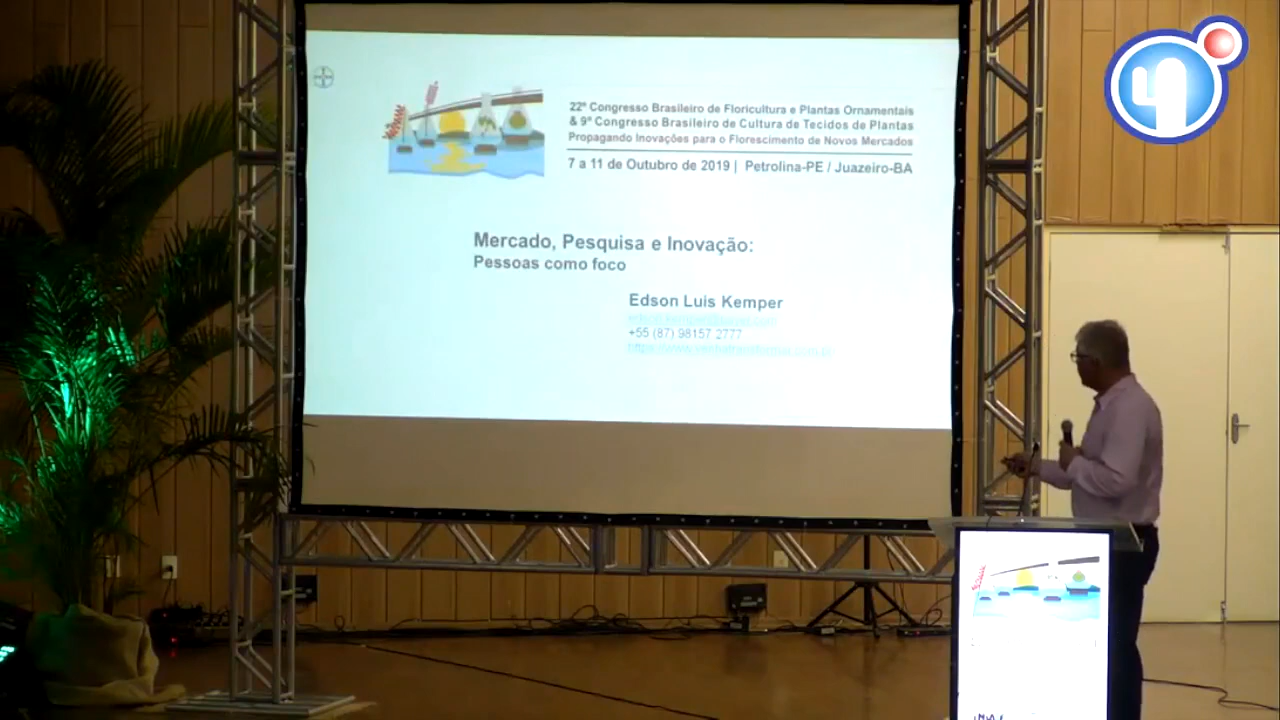 22º Congresso Brasileiro de Floricultura e Plantas Ornamentais
& 9º Congresso Brasileiro de Cultura de Tecidos de Plantas
Propagando Inovações para o Florescimento de Novos Mercados
7 a 11 de Outubro de 2019 | Petrolina-PE / Juazeiro-BA
Mercado, Pesquisa e Inovação:
Pessoas como foco
Edson Luis Kemper
+55 (87) 98157 2777